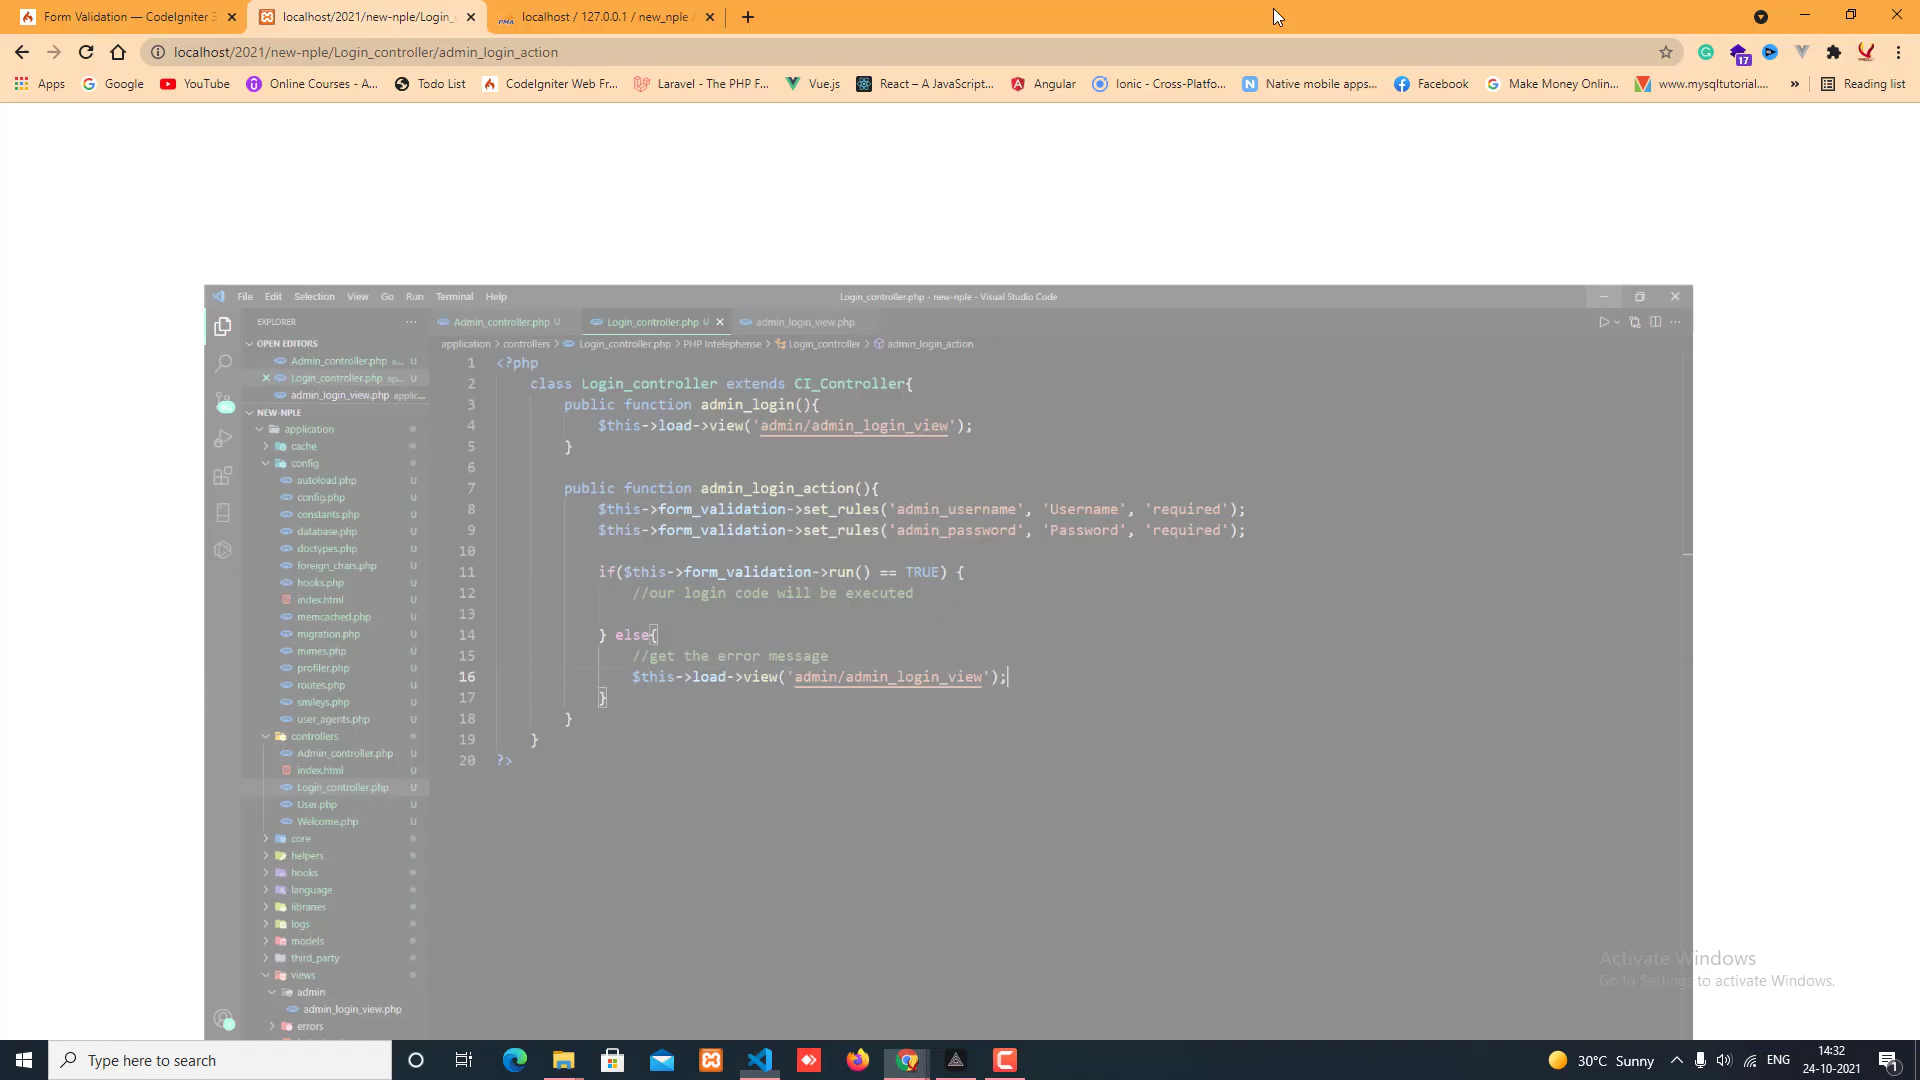 Form Validation — CodeIgniter 3
localhost/2021/new-nple/Login_
localhost / 127.0.0.1 / new_nple
localhost/2021/new-nple/Login_controller/admin_login_action
17
Apps
Google
YouTube
Online Courses - A...
Todo List
CodeIgniter Web Fr...
Laravel - The PHP F...
Vue.js
React – A JavaScript...
Angular
Ionic - Cross-Platfo...
Native mobile apps...
Facebook
Make Money Onlin...
www.mysqltutorial....
»
Reading list
File Edit Selection View Go Run Terminal Help
Login_controller.php - new-nple - Visual Studio Code
EXPLORER
Admin_controller.php U
Login_controller.php U
admin_login_view.php
OPEN EDITORS
application > controllers > Login_controller.php > PHP Intelephense > Login_controller > admin_login_action
Admin_controller.php a... U
Login_controller.php ap... U
admin_login_view.php applic...
NEW-NPLE
application
cache
config
autoload.php U
config.php U
constants.php U
database.php U
doctypes.php U
foreign_chars.php U
hooks.php U
index.html U
memcached.php U
migration.php U
mimes.php U
profiler.php U
routes.php U
smileys.php U
user_agents.php U
controllers
Admin_controller.php U
index.html U
Login_controller.php U
User.php U
Welcome.php U
core
helpers
hooks
language
libraries
logs
models
third_party
views
admin
admin_login_view.php
errors
1 <?php
2 class Login_controller extends CI_Controller{
3 public function admin_login(){
4 $this->load->view('admin/admin_login_view');
5 }
6
7 public function admin_login_action(){
8 $this->form_validation->set_rules('admin_username', 'Username', 'required');
9 $this->form_validation->set_rules('admin_password', 'Password', 'required');
10
11 if($this->form_validation->run() == TRUE) {
12 //our login code will be executed
13
14 } else{
15 //get the error message
16 $this->load->view('admin/admin_login_view');
17 }
18 }
19 }
20 ?>
Activate Windows
Go to Settings to activate Windows.
Type here to search
30°C Sunny
ENG
14:32
24-10-2021
1